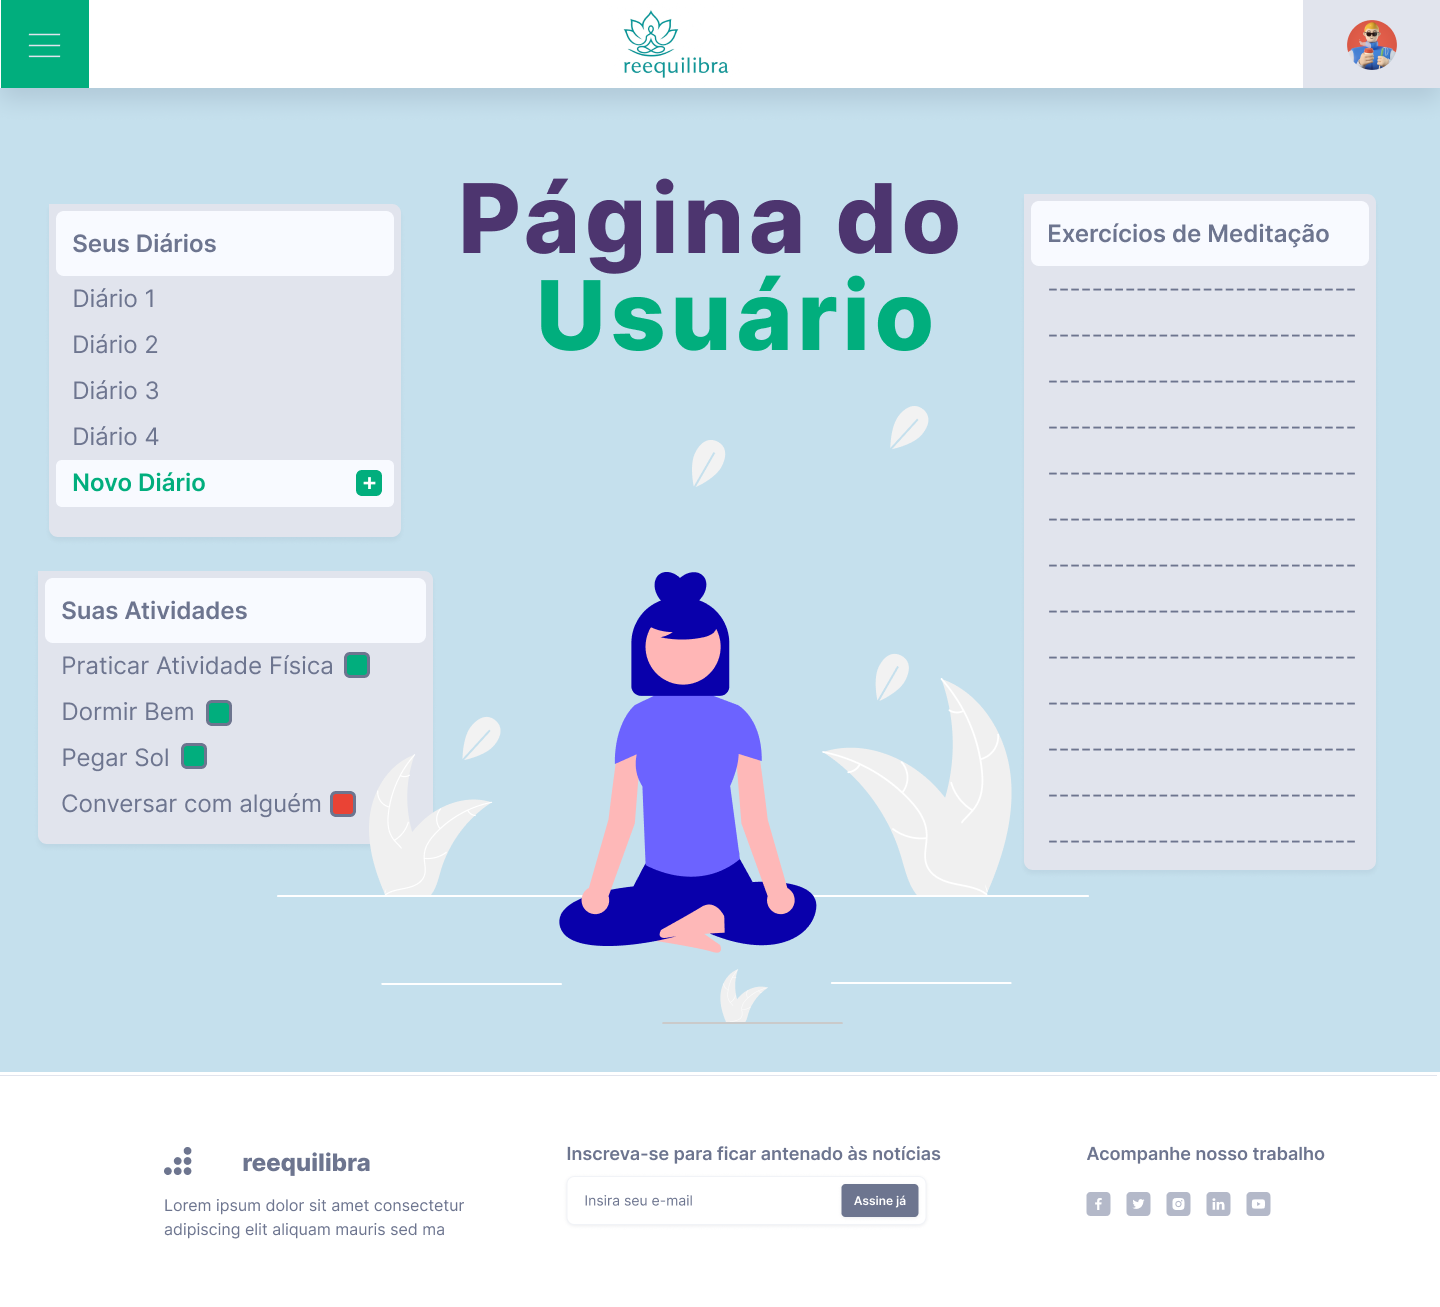 reequilibra
Página do
Usuário
Seus Diários
Diário 1
Diário 2
Diário 3
Diário 4
Novo Diário
Suas Atividades
Praticar Atividade Física
Dormir Bem
Pegar Sol
Conversar com alguém
Exercícios de Meditação
reequilibra
Lorem ipsum dolor sit amet consectetur
adipiscing elit aliquam mauris sed ma
Inscreva-se para ficar antenado às notícias
Insira seu e-mail
Assine já
Acompanhe nosso trabalho